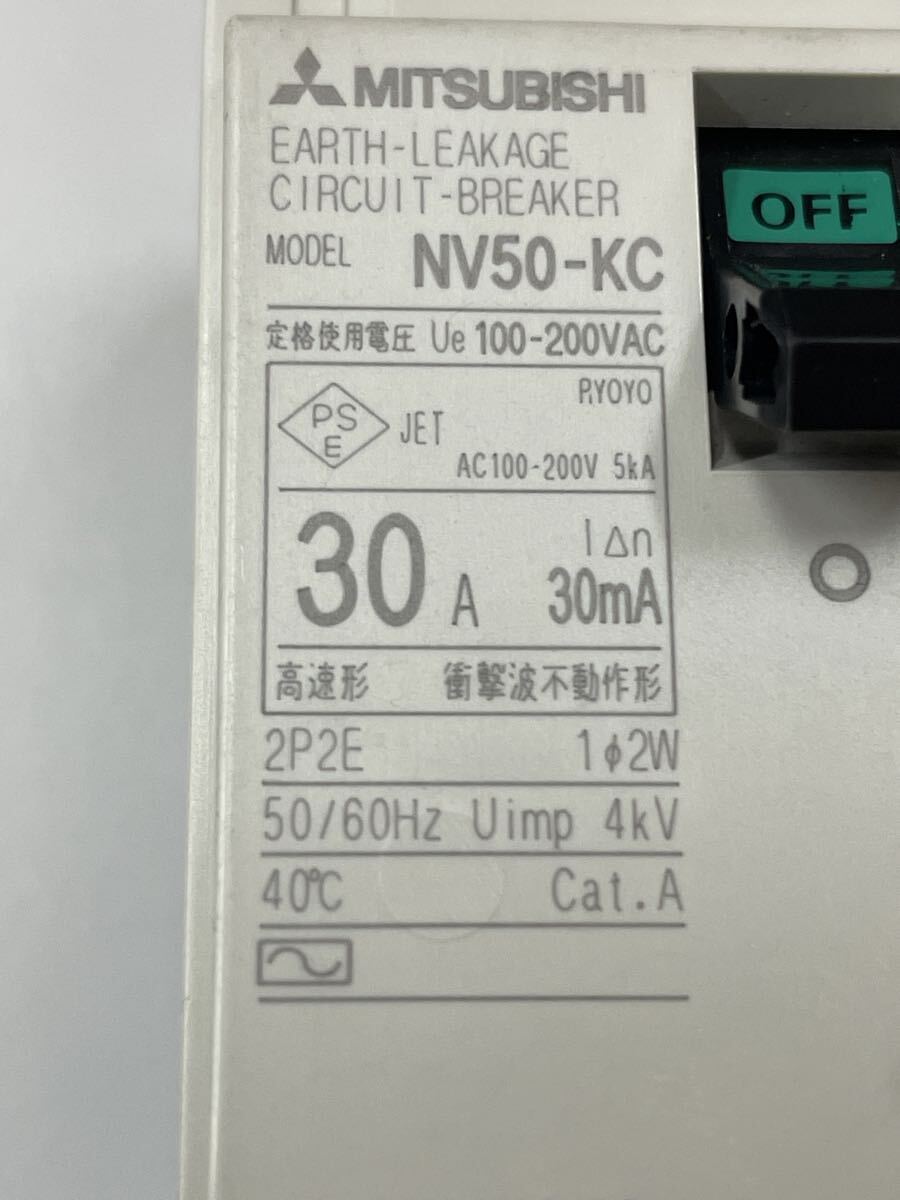 MITSUBISHI
EARTH-LEAKAGE
CIRCUIT-BREAKER
MODEL NV50-KC
OFF
定格使用電圧 Ue 100-200VAC
RYOYO
PS
E
JET
AC100-200V 5kA
30 A
I△n
30mA
高速形 衝撃波不動作形
2P2E 1φ2W
50/60Hz Uimp 4kV
40℃ Cat.A